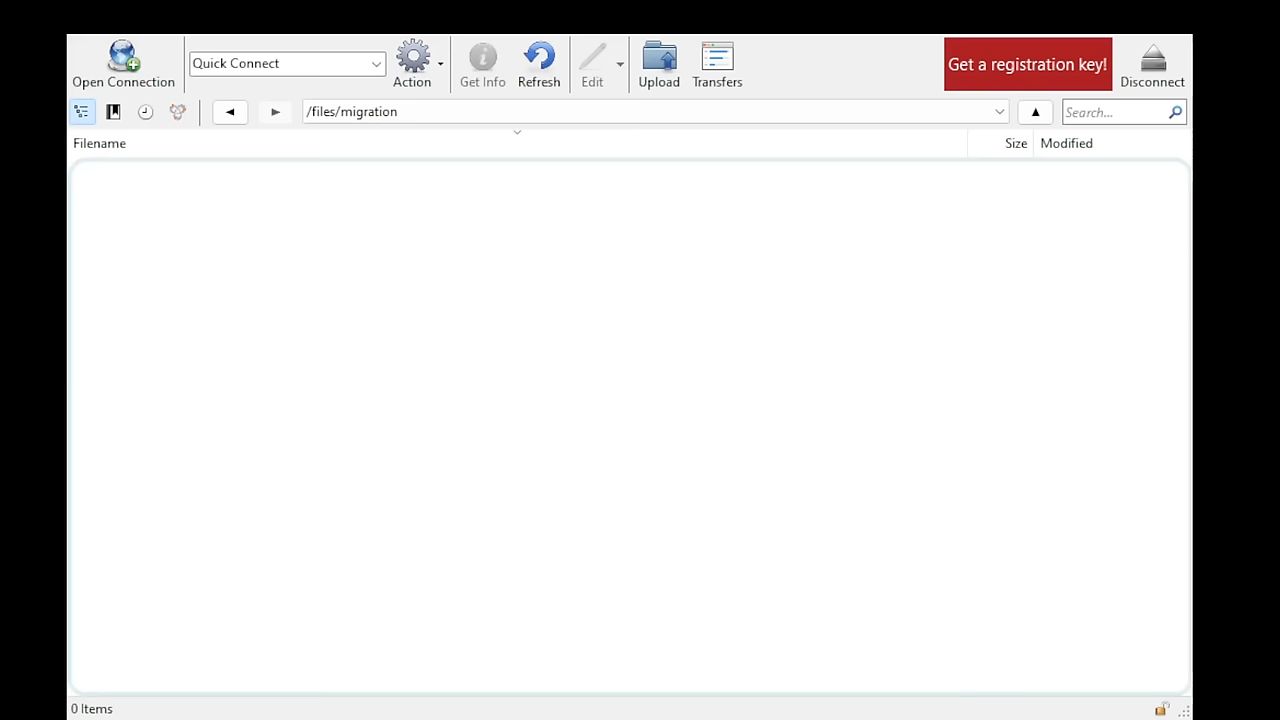 Open Connection
Quick Connect
Action
Get Info
Refresh
Edit
Upload
Transfers
Get a registration key!
Disconnect
/files/migration
Search...
Filename
Size
Modified
0 Items